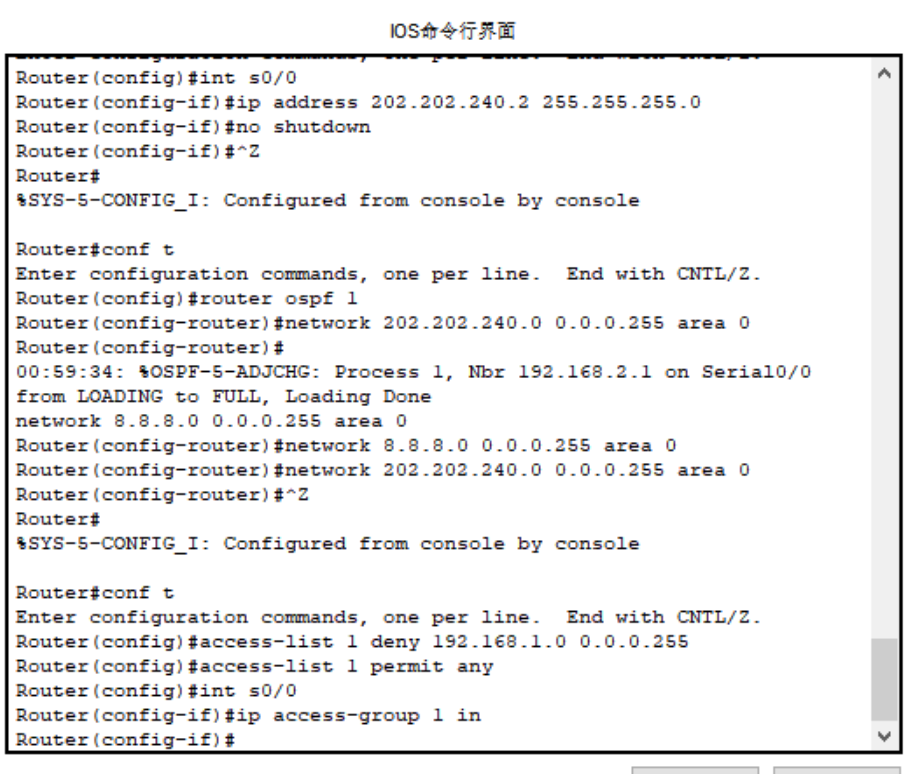 IOS命令行界面
Router(config)#int s0/0
Router(config-if)#ip address 202.202.240.2 255.255.255.0
Router(config-if)#no shutdown
Router(config-if)#^Z
Router#
%SYS-5-CONFIG_I: Configured from console by console
Router#conf t
Enter configuration commands, one per line.  End with CNTL/Z.
Router(config)#router ospf 1
Router(config-router)#network 202.202.240.0 0.0.0.255 area 0
Router(config-router)#
00:59:34: %OSPF-5-ADJCHG: Process 1, Nbr 192.168.2.1 on Serial0/0
from LOADING to FULL, Loading Done
network 8.8.8.0 0.0.0.255 area 0
Router(config-router)#network 8.8.8.0 0.0.0.255 area 0
Router(config-router)#network 202.202.240.0 0.0.0.255 area 0
Router(config-router)#^Z
Router#
%SYS-5-CONFIG_I: Configured from console by console
Router#conf t
Enter configuration commands, one per line.  End with CNTL/Z.
Router(config)#access-list 1 deny 192.168.1.0 0.0.0.255
Router(config)#access-list 1 permit any
Router(config)#int s0/0
Router(config-if)#ip access-group 1 in
Router(config-if)#